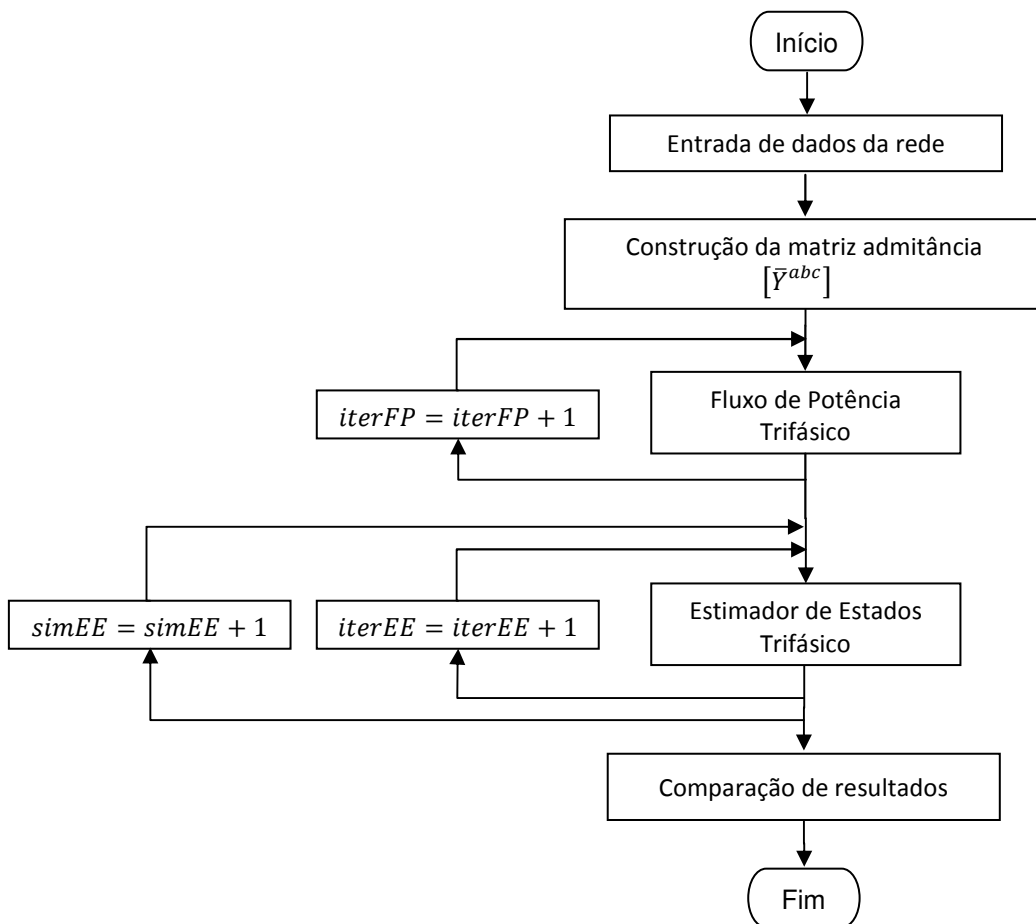 Início
Entrada de dados da rede
Construção da matriz admitância
[Ȳ^{abc}]
iterFP = iterFP + 1
Fluxo de Potência
Trifásico
simEE = simEE + 1
iterEE = iterEE + 1
Estimador de Estados
Trifásico
Comparação de resultados
Fim